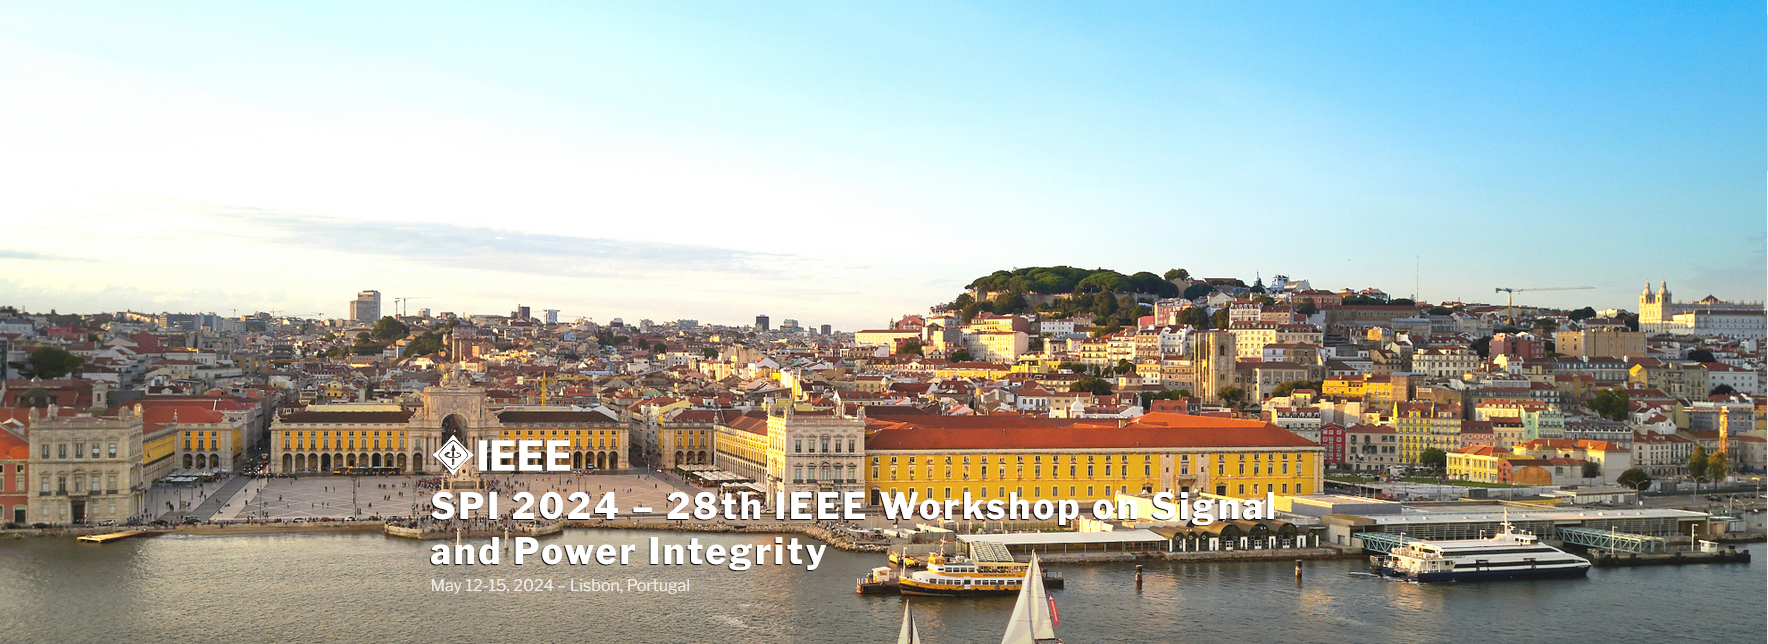 IEEE
SPI 2024 – 28th IEEE Workshop on Signal
and Power Integrity
May 12-15, 2024 – Lisbon, Portugal